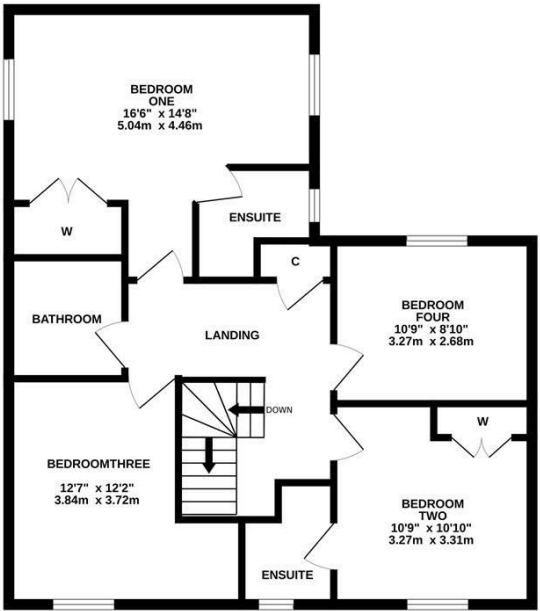 BEDROOM
ONE
16'6" x 14'8"
5.04m x 4.46m
ENSUITE
W
C
BATHROOM
LANDING
BEDROOM
FOUR
10'9" x 8'10"
3.27m x 2.68m
DOWN
W
BEDROOMTHREE
12'7" x 12'2"
3.84m x 3.72m
BEDROOM
TWO
10'9" x 10'10"
3.27m x 3.31m
ENSUITE